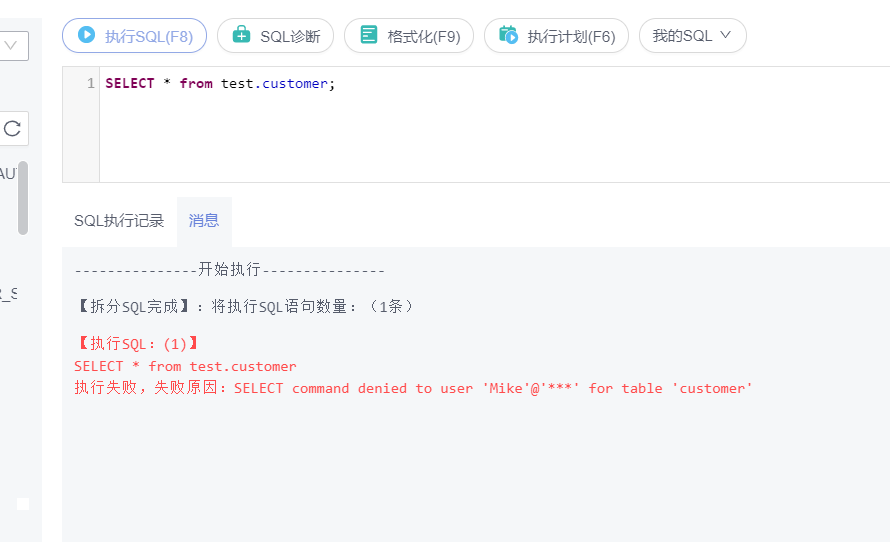 执行SQL(F8) SQL诊断 格式化(F9) 执行计划(F6) 我的SQL
1 SELECT * from test.customer;
AU
SQL执行记录 消息
---------------开始执行---------------
R_S
【拆分SQL完成】:将执行SQL语句数量:(1条)
【执行SQL:(1)】
SELECT * from test.customer
执行失败,失败原因:SELECT command denied to user 'Mike'@'***' for table 'customer'